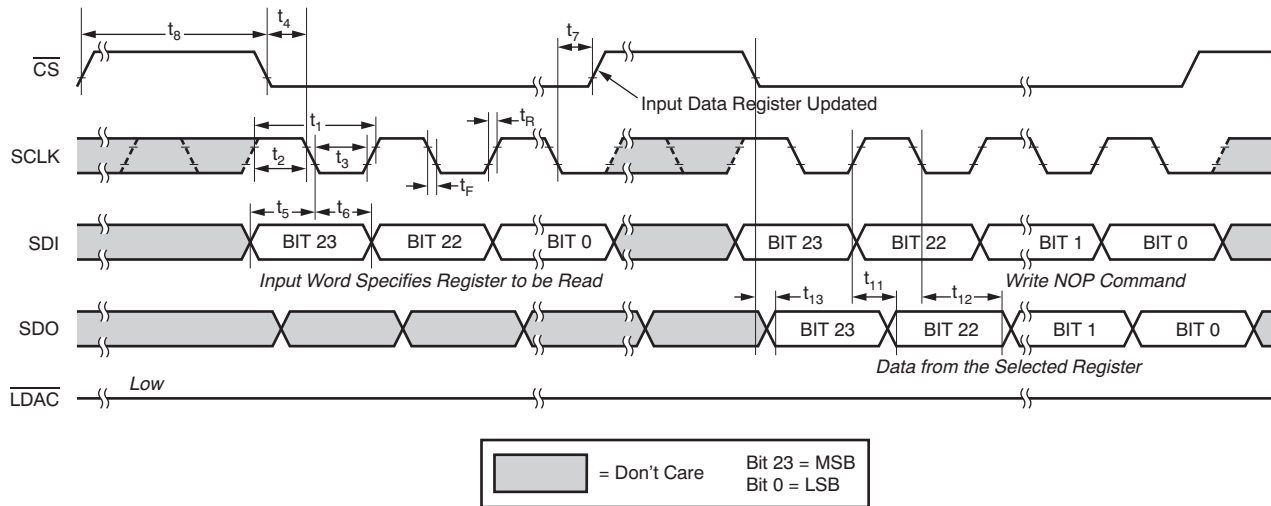 t8
t4
t7
CS
Input Data Register Updated
t1
tR
SCLK
t2
t3
tF
t5
t6
SDI
BIT 23
BIT 22
BIT 0
BIT 23
BIT 22
BIT 1
BIT 0
Input Word Specifies Register to be Read
Write NOP Command
t13
t11
t12
SDO
BIT 23
BIT 22
BIT 1
BIT 0
Data from the Selected Register
Low
LDAC
= Don't Care
Bit 23 = MSB
Bit 0 = LSB